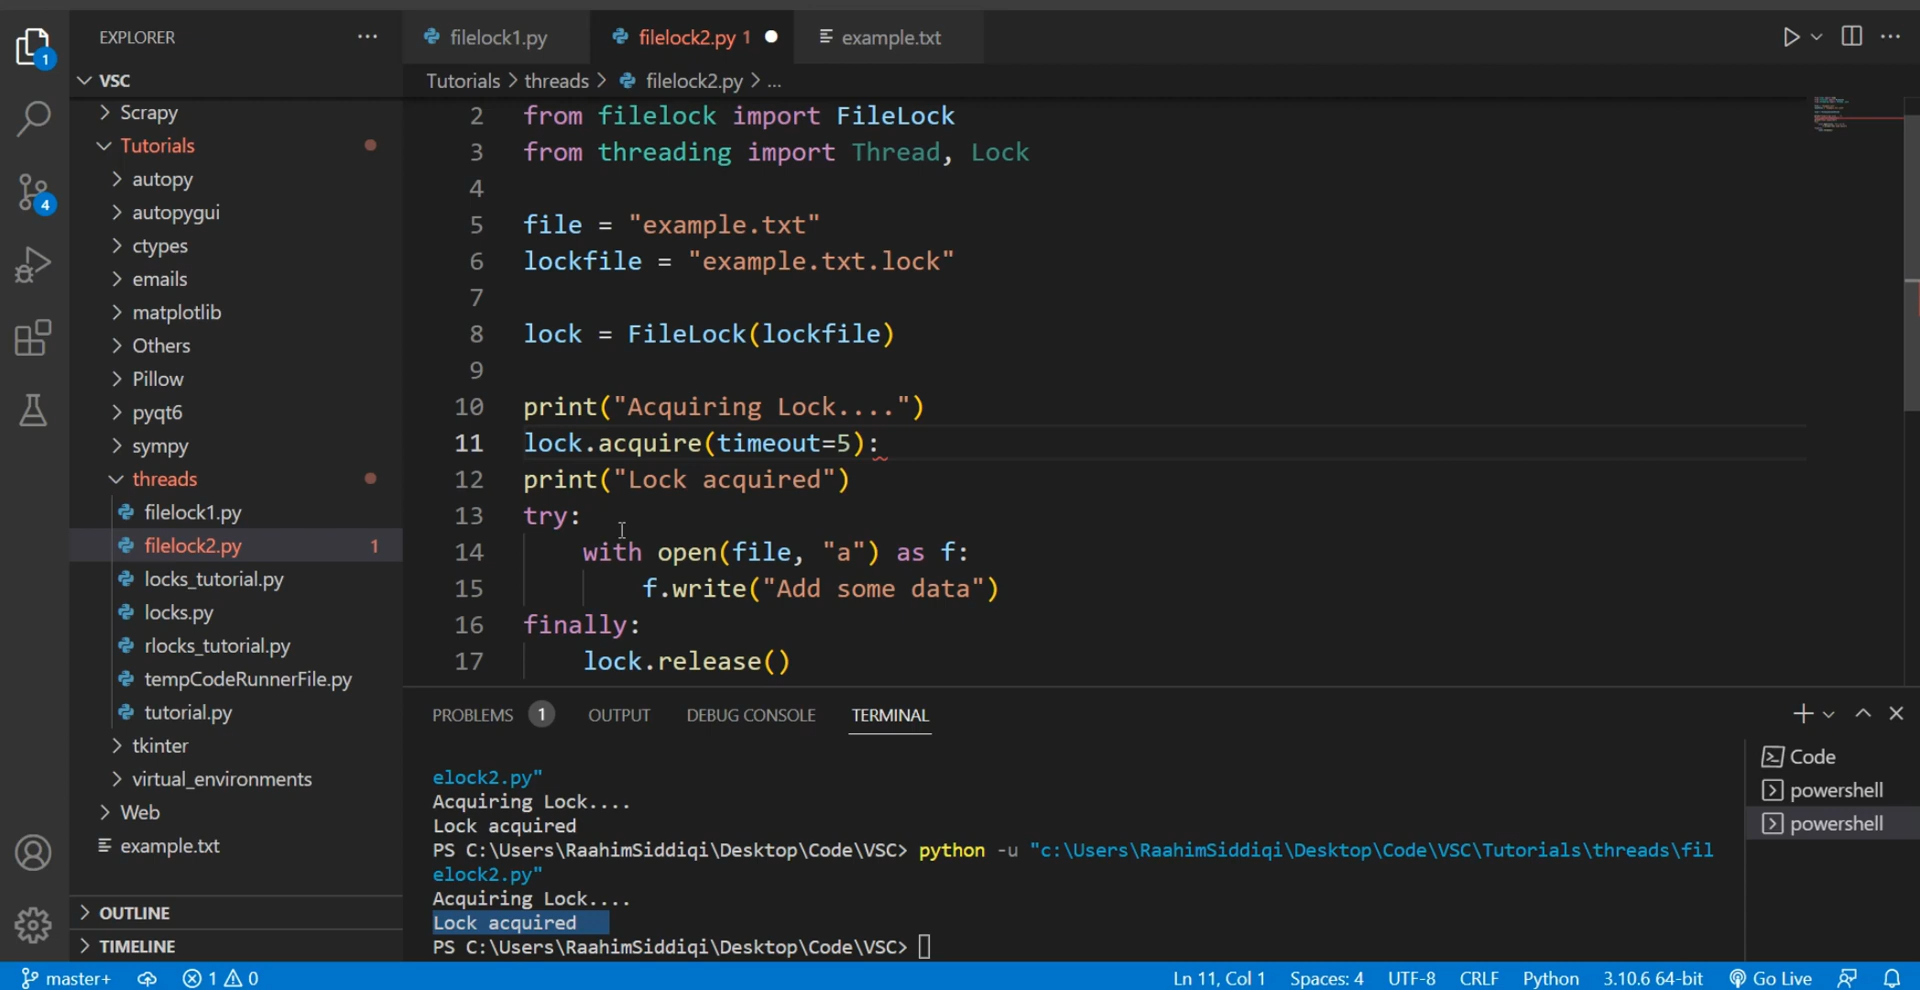 EXPLORER
VSC
Scrapy
Tutorials
autopy
autopygui
ctypes
emails
matplotlib
Others
Pillow
pyqt6
sympy
threads
filelock1.py
filelock2.py 1
locks_tutorial.py
locks.py
rlocks_tutorial.py
tempCodeRunnerFile.py
tutorial.py
tkinter
virtual_environments
Web
example.txt
OUTLINE
TIMELINE
1
4
filelock1.py
filelock2.py 1
example.txt
Tutorials > threads > filelock2.py > ...
2 from filelock import FileLock
3 from threading import Thread, Lock
4
5 file = "example.txt"
6 lockfile = "example.txt.lock"
7
8 lock = FileLock(lockfile)
9
10 print("Acquiring Lock....")
11 lock.acquire(timeout=5):
12 print("Lock acquired")
13 try:
14 with open(file, "a") as f:
15 f.write("Add some data")
16 finally:
17 lock.release()
PROBLEMS 1 OUTPUT DEBUG CONSOLE TERMINAL
elock2.py"
Acquiring Lock....
Lock acquired
PS C:\Users\RaahimSiddiqi\Desktop\Code\VSC> python -u "c:\Users\RaahimSiddiqi\Desktop\Code\VSC\Tutorials\threads\fil
elock2.py"
Acquiring Lock....
Lock acquired
PS C:\Users\RaahimSiddiqi\Desktop\Code\VSC>
Code
powershell
powershell
master+ 1 0 Ln 11, Col 1 Spaces: 4 UTF-8 CRLF Python 3.10.6 64-bit Go Live